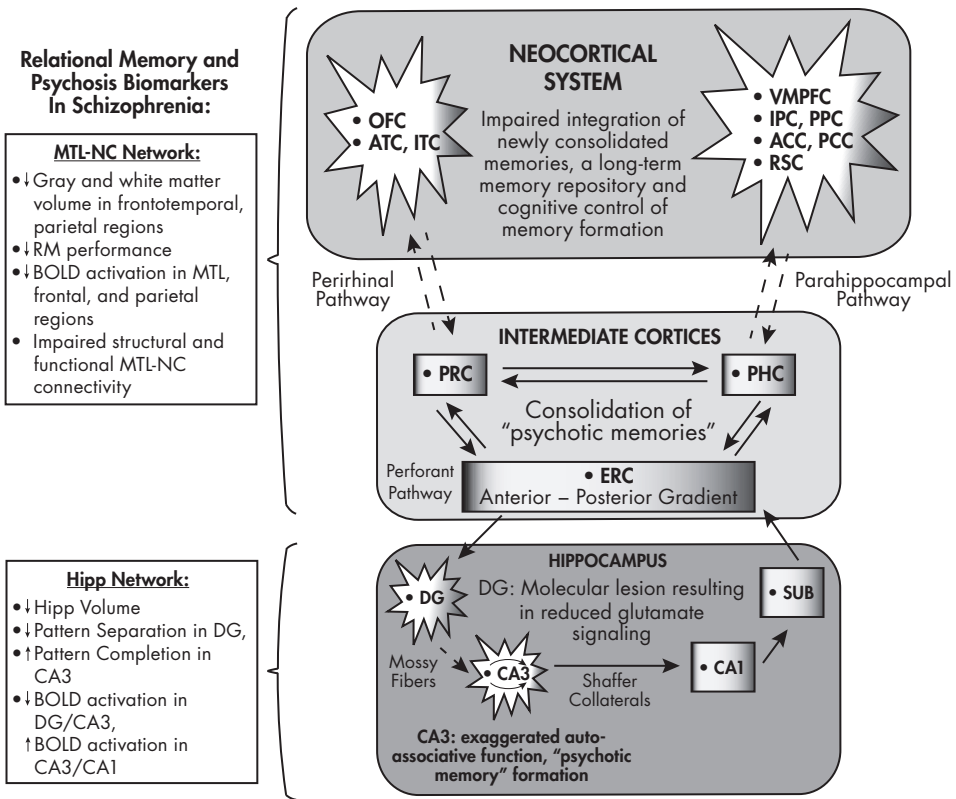 Relational Memory and
Psychosis Biomarkers
In Schizophrenia:
MTL-NC Network:
• ↓ Gray and white matter
volume in frontotemporal,
parietal regions
• ↓ RM performance
• ↓ BOLD activation in MTL,
frontal, and parietal
regions
• Impaired structural and
functional MTL-NC
connectivity
NEOCORTICAL
SYSTEM
• OFC
• ATC, ITC
Impaired integration of
newly consolidated
memories, a long-term
memory repository and
cognitive control of
memory formation
• VMPFC
• IPC, PPC
• ACC, PCC
• RSC
Perirhinal
Pathway
Parahippocampal
Pathway
INTERMEDIATE CORTICES
• PRC
• PHC
Consolidation of
“psychotic memories”
Perforant
Pathway
• ERC
Anterior – Posterior Gradient
Hipp Network:
• ↓ Hipp Volume
• ↓ Pattern Separation in DG,
• ↑ Pattern Completion in
CA3
• ↓ BOLD activation in
DG/CA3,
↑ BOLD activation in
CA3/CA1
HIPPOCAMPUS
• DG
DG: Molecular lesion resulting
in reduced glutamate
signaling
• SUB
Mossy
Fibers
• CA3
Shaffer
Collaterals
• CA1
CA3: exaggerated auto-
associative function, “psychotic
memory” formation